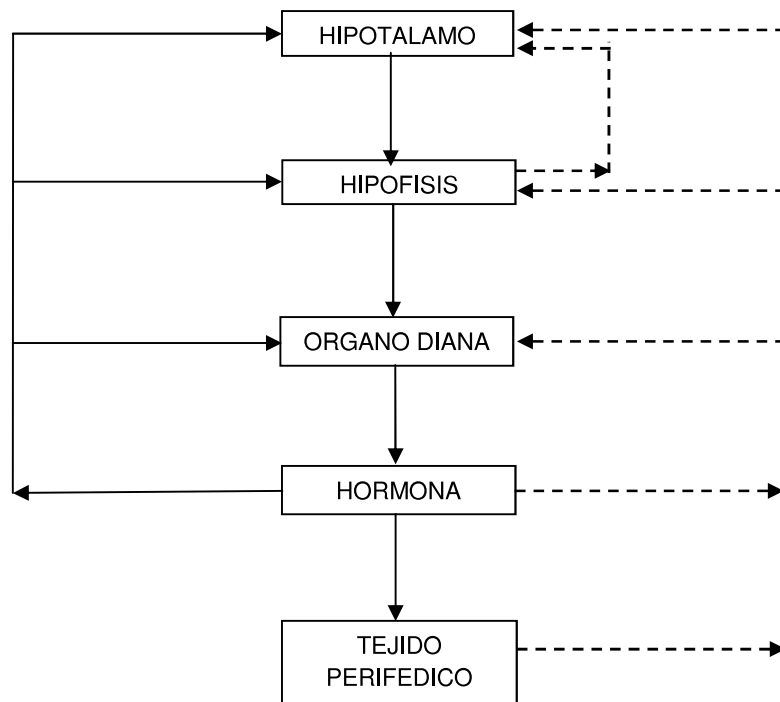 HIPOTALAMO
HIPOFISIS
ORGANO DIANA
HORMONA
TEJIDO
PERIFEDICO